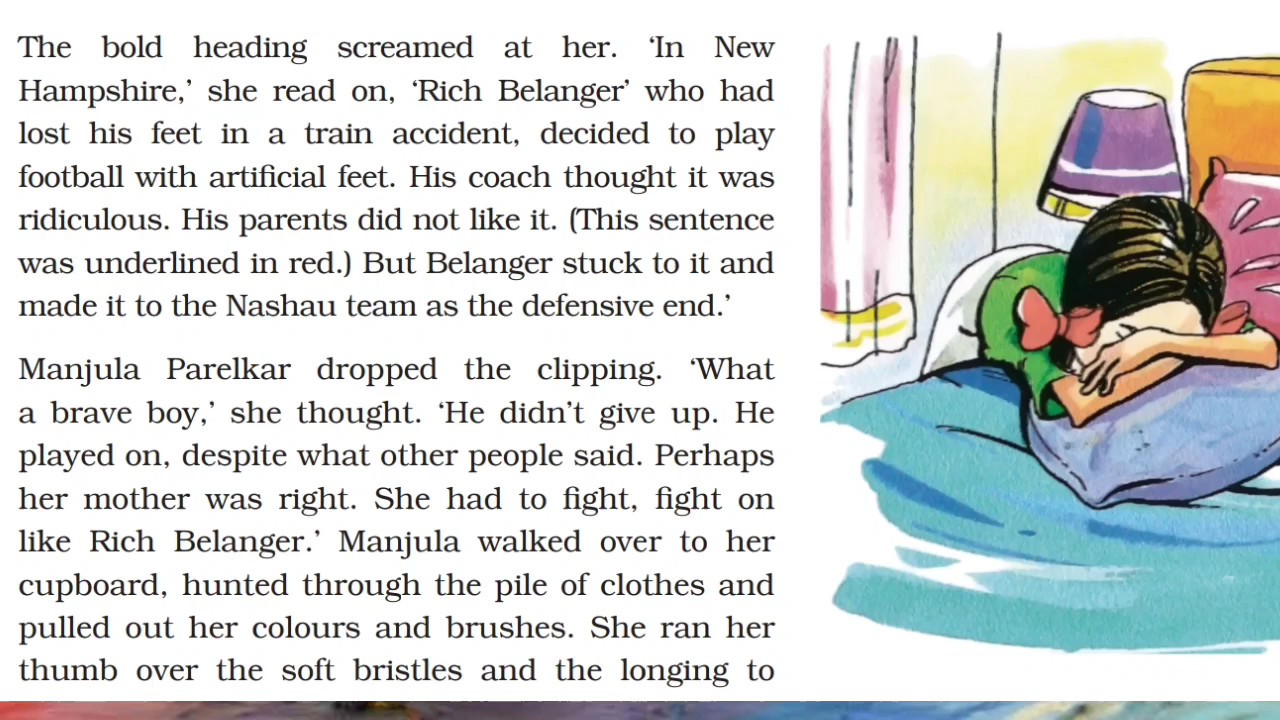 The bold heading screamed at her. ‘In New
Hampshire,’ she read on, ‘Rich Belanger’ who had
lost his feet in a train accident, decided to play
football with artificial feet. His coach thought it was
ridiculous. His parents did not like it. (This sentence
was underlined in red.) But Belanger stuck to it and
made it to the Nashau team as the defensive end.’
Manjula Parelkar dropped the clipping. ‘What
a brave boy,’ she thought. ‘He didn’t give up. He
played on, despite what other people said. Perhaps
her mother was right. She had to fight, fight on
like Rich Belanger.’ Manjula walked over to her
cupboard, hunted through the pile of clothes and
pulled out her colours and brushes. She ran her
thumb over the soft bristles and the longing to